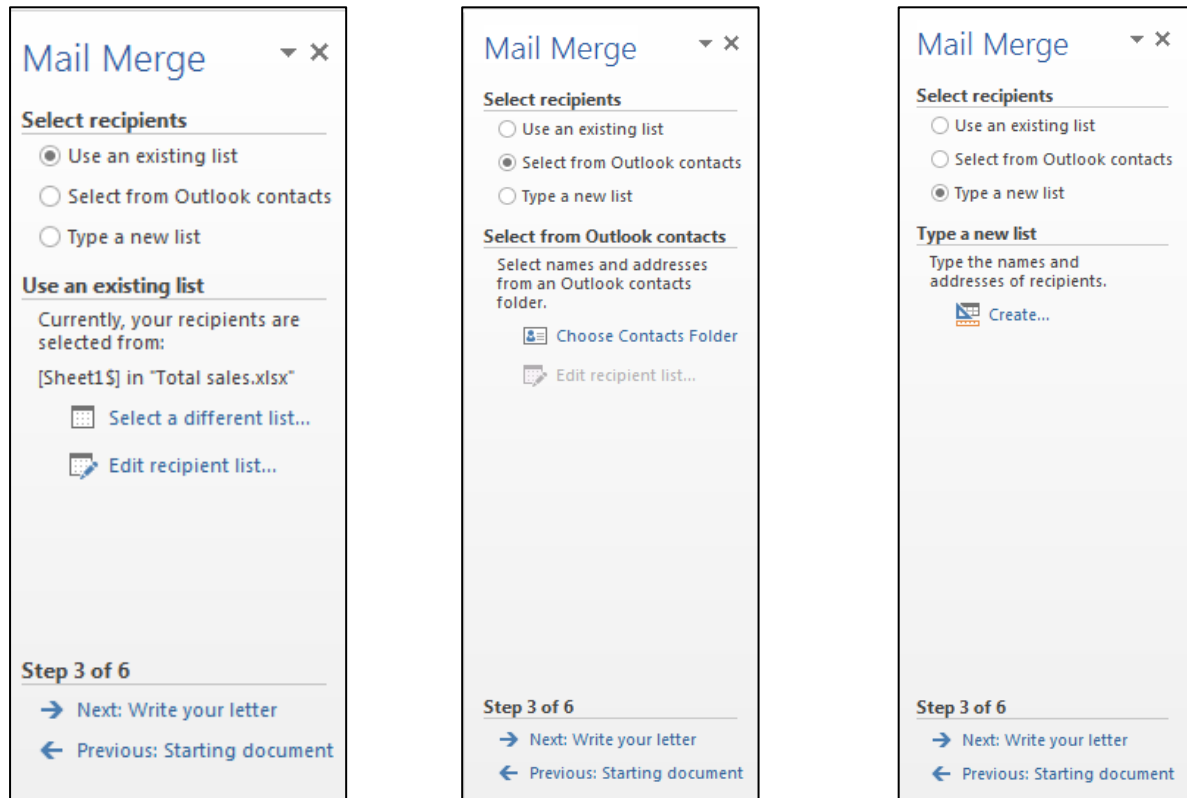 Mail Merge
Select recipients
Use an existing list
Select from Outlook contacts
Type a new list
Use an existing list
Currently, your recipients are
selected from:
[Sheet1$] in "Total sales.xlsx"
Select a different list...
Edit recipient list...
Step 3 of 6
Next: Write your letter
Previous: Starting document
Mail Merge
Select recipients
Use an existing list
Select from Outlook contacts
Type a new list
Select from Outlook contacts
Select names and addresses
from an Outlook contacts
folder.
Choose Contacts Folder
Edit recipient list...
Step 3 of 6
Next: Write your letter
Previous: Starting document
Mail Merge
Select recipients
Use an existing list
Select from Outlook contacts
Type a new list
Type a new list
Type the names and
addresses of recipients.
Create...
Step 3 of 6
Next: Write your letter
Previous: Starting document